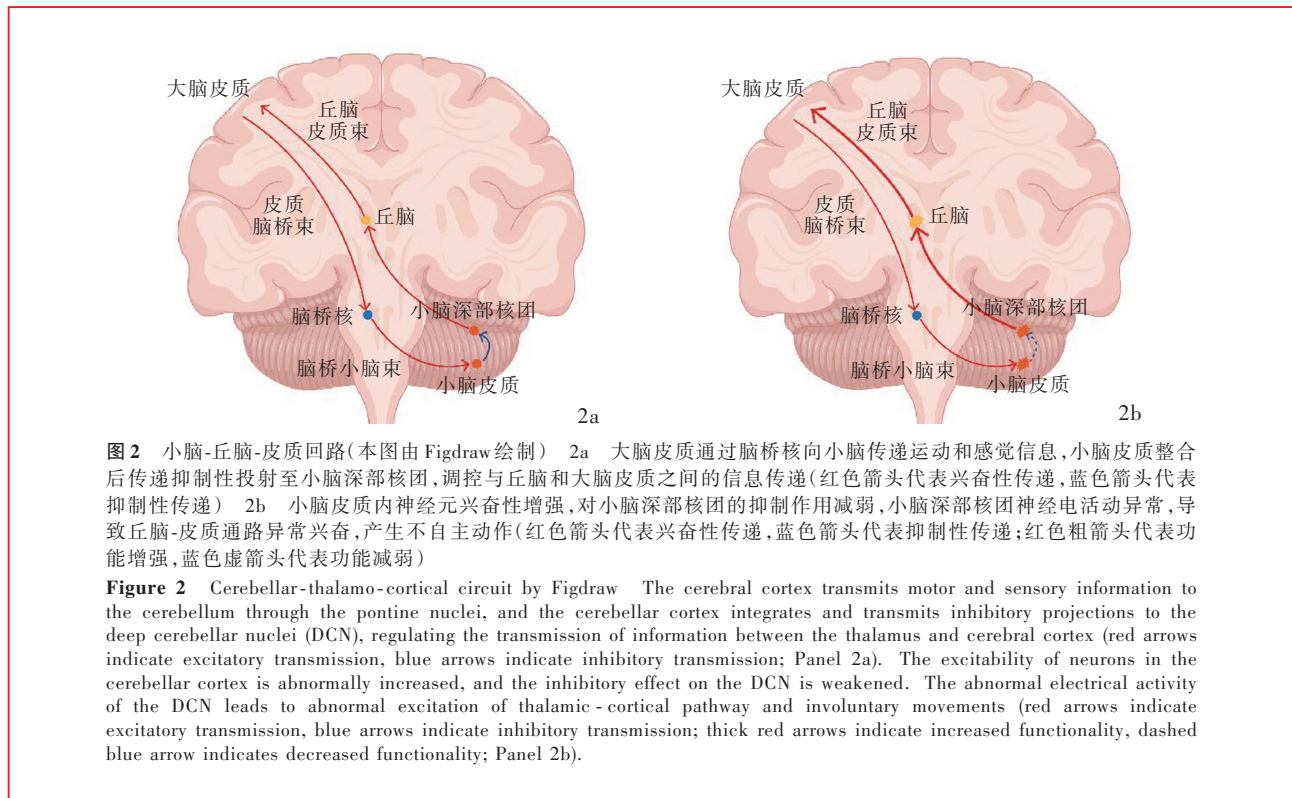 大脑皮质
丘脑
皮质束
皮质
脑桥束
丘脑
脑桥核
小脑深部核团
脑桥小脑束
小脑皮质
2a
大脑皮质
丘脑
皮质束
皮质
脑桥束
丘脑
脑桥核
小脑深部核团
脑桥小脑束
小脑皮质
2b
图2 小脑-丘脑-皮质回路(本图由 Figdraw 绘制) 2a 大脑皮质通过脑桥核向小脑传递运动和感觉信息,小脑皮质整合
后传递抑制性投射至小脑深部核团,调控与丘脑和大脑皮质之间的信息传递(红色箭头代表兴奋性传递,蓝色箭头代表
抑制性传递) 2b 小脑皮质内神经元兴奋性增强,对小脑深部核团的抑制作用减弱,小脑深部核团神经电活动异常,导
致丘脑-皮质通路异常兴奋,产生不自主动作(红色箭头代表兴奋性传递,蓝色箭头代表抑制性传递;红色粗箭头代表功
能增强,蓝色虚箭头代表功能减弱)
Figure 2 Cerebellar-thalamo-cortical circuit by Figdraw The cerebral cortex transmits motor and sensory information to
the cerebellum through the pontine nuclei, and the cerebellar cortex integrates and transmits inhibitory projections to the
deep cerebellar nuclei (DCN), regulating the transmission of information between the thalamus and cerebral cortex (red arrows
indicate excitatory transmission, blue arrows indicate inhibitory transmission; Panel 2a). The excitability of neurons in the
cerebellar cortex is abnormally increased, and the inhibitory effect on the DCN is weakened. The abnormal electrical activity
of the DCN leads to abnormal excitation of thalamic-cortical pathway and involuntary movements (red arrows indicate
excitatory transmission, blue arrows indicate inhibitory transmission; thick red arrows indicate increased functionality, dashed
blue arrow indicates decreased functionality; Panel 2b).